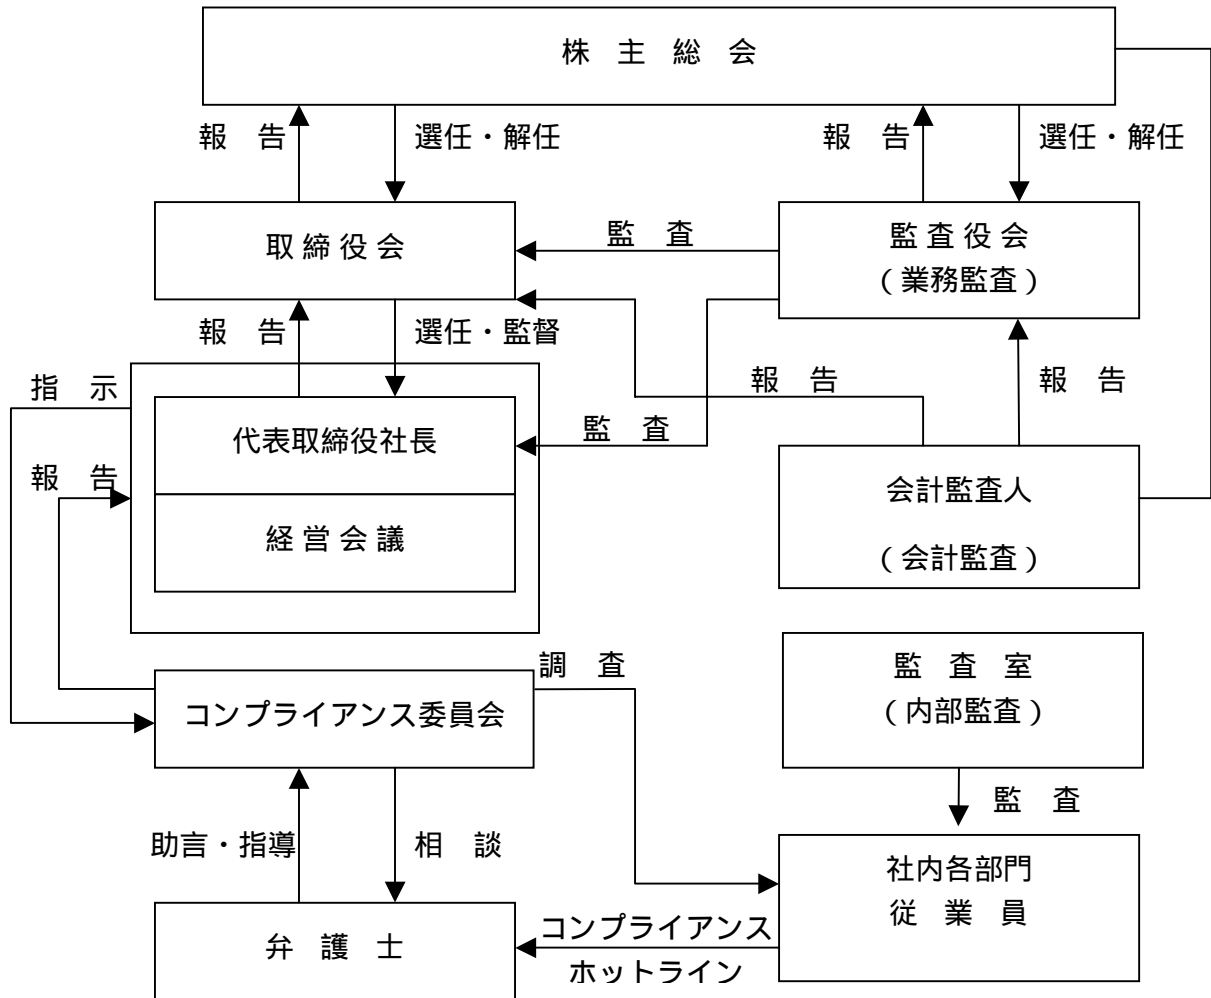 株 主 総 会
報 告
選任・解任
報 告
選任・解任
取 締 役 会
監 査
監 査 役 会
(業務監査)
報 告
選任・監督
指 示
報 告
報 告
代表取締役社長
監 査
報 告
会計監査人
経 営 会 議
(会計監査)
調 査
監 査 室
コンプライアンス委員会
(内部監査)
監 査
助言・指導
相 談
社内各部門
従 業 員
弁 護 士
コンプライアンス
ホットライン